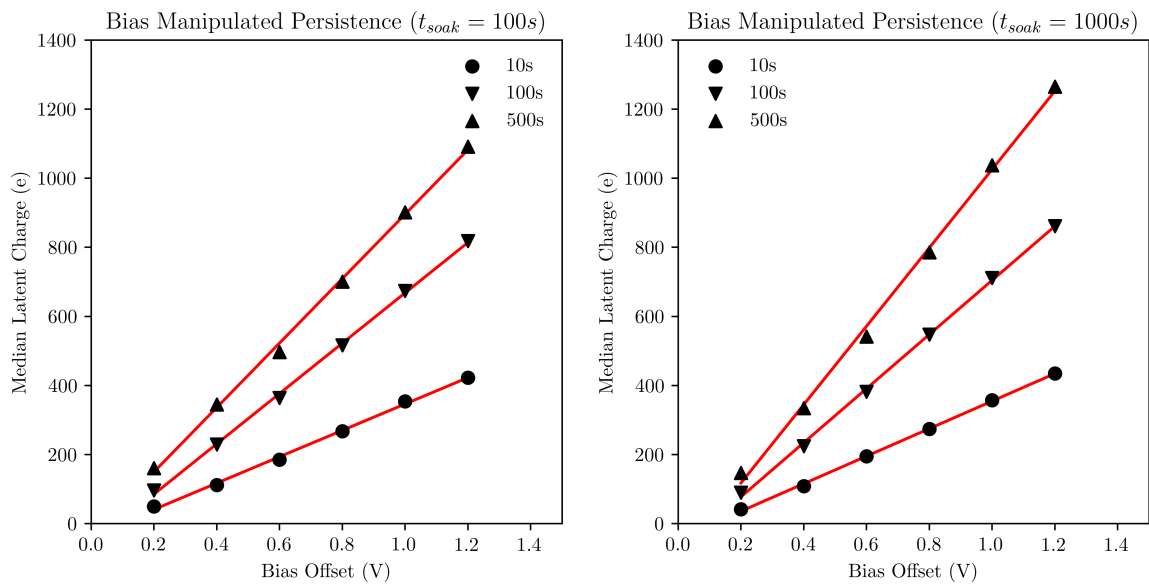 Bias Manipulated Persistence (t_soak = 100s)
1400
1200
1000
800
600
400
200
0
Median Latent Charge (e)
10s
100s
500s
0.0 0.2 0.4 0.6 0.8 1.0 1.2 1.4
Bias Offset (V)
Bias Manipulated Persistence (t_soak = 1000s)
1400
1200
1000
800
600
400
200
0
Median Latent Charge (e)
10s
100s
500s
0.0 0.2 0.4 0.6 0.8 1.0 1.2 1.4
Bias Offset (V)